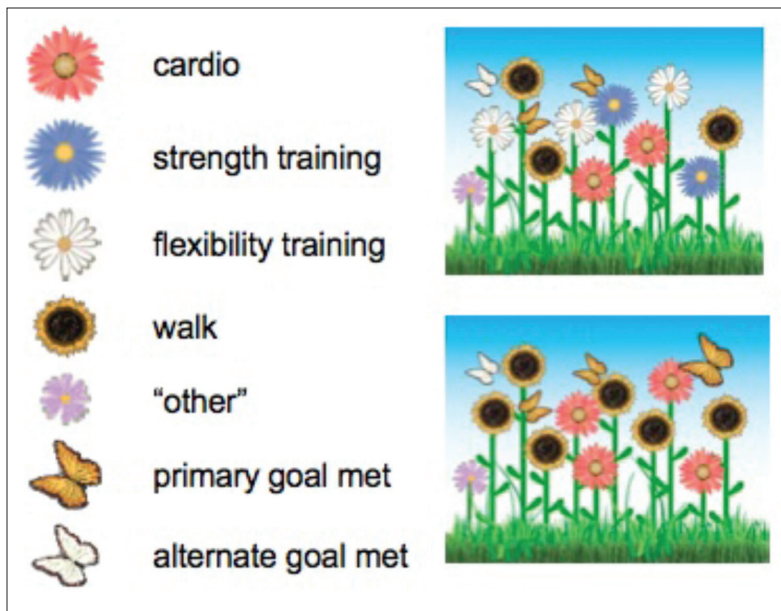 cardio
strength training
flexibility training
walk
“other”
primary goal met
alternate goal met